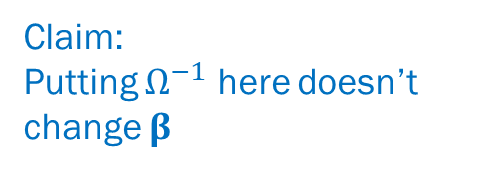 Claim:
Putting Ω⁻¹ here doesn’t
change β